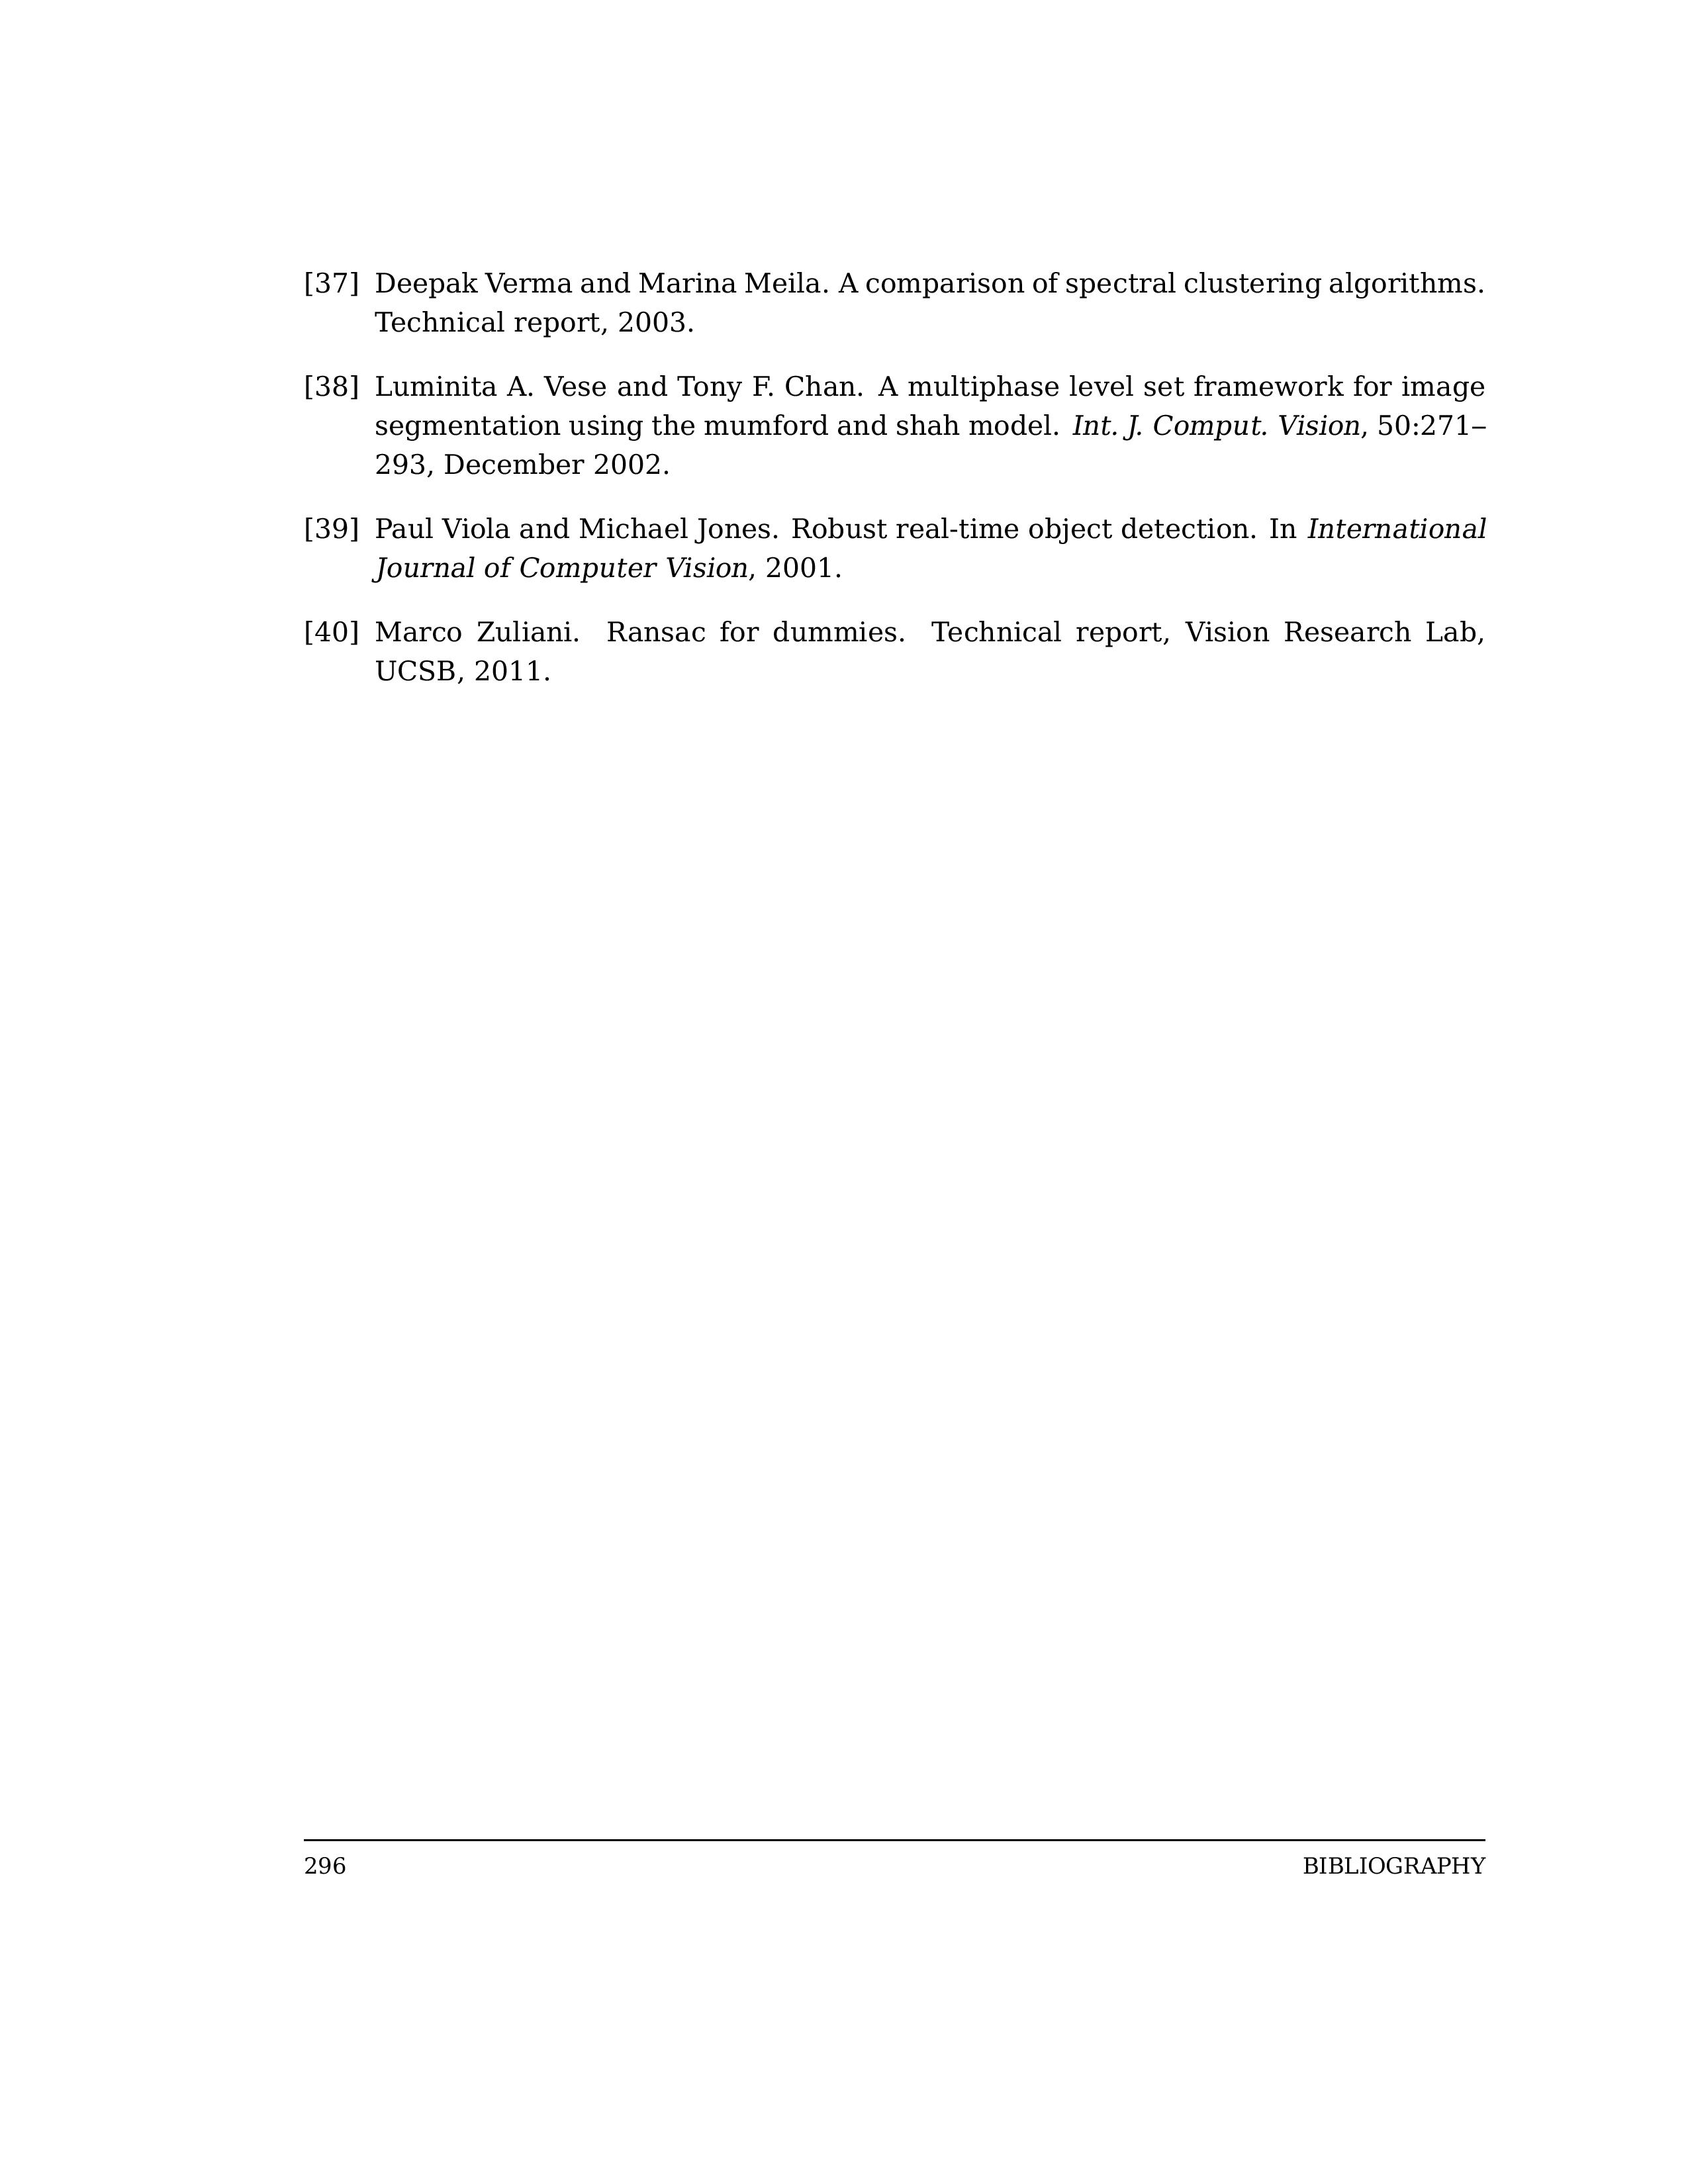 [37] Deepak Verma and Marina Meila. A comparison of spectral clustering algorithms.
Technical report, 2003.
[38] Luminita A. Vese and Tony F. Chan. A multiphase level set framework for image
segmentation using the mumford and shah model. Int. J. Comput. Vision, 50:271–
293, December 2002.
[39] Paul Viola and Michael Jones. Robust real-time object detection. In International
Journal of Computer Vision, 2001.
[40] Marco Zuliani. Ransac for dummies. Technical report, Vision Research Lab,
UCSB, 2011.
296 BIBLIOGRAPHY